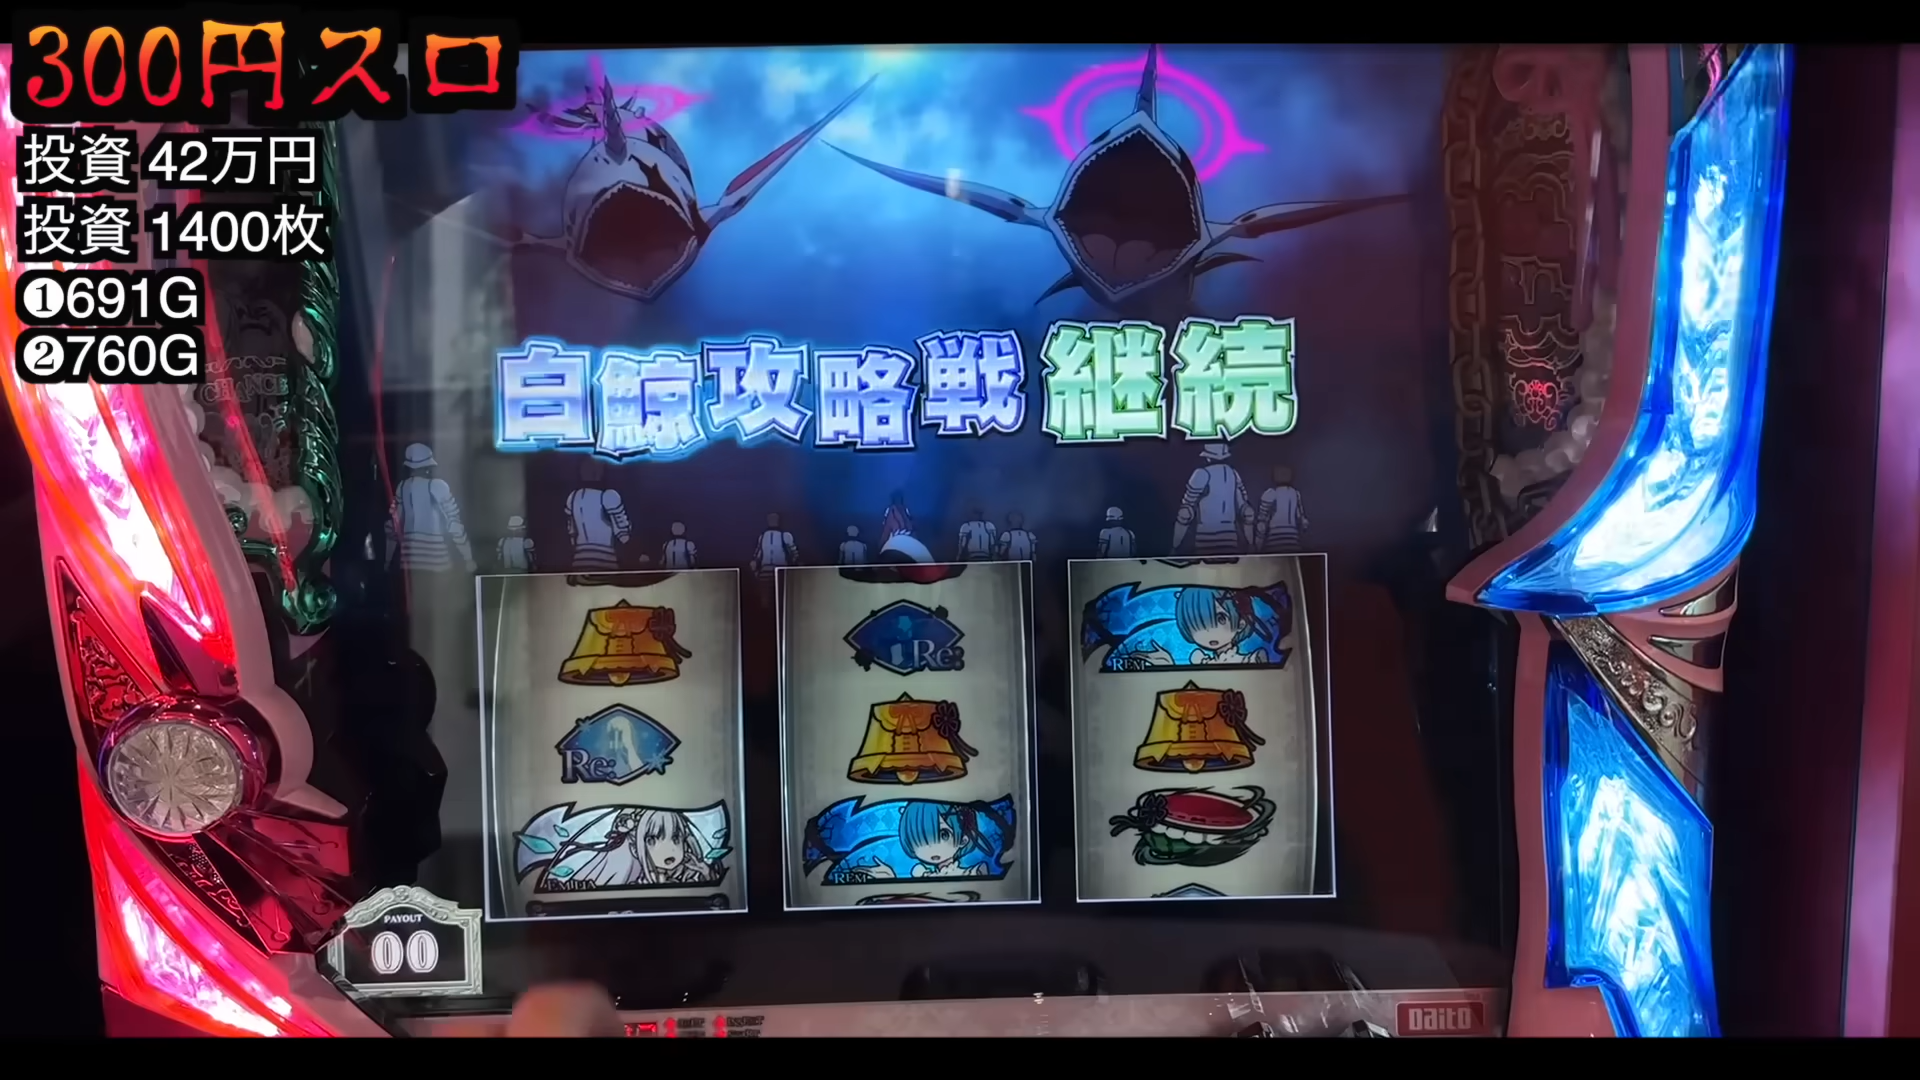 300円スロ
投資 42万円
投資 1400枚
❶691G
❷760G
白鯨攻略戦 継続
CHANCE
Re:
REM
Re:
EMILIA
REM
PAYOUT
00
Daito